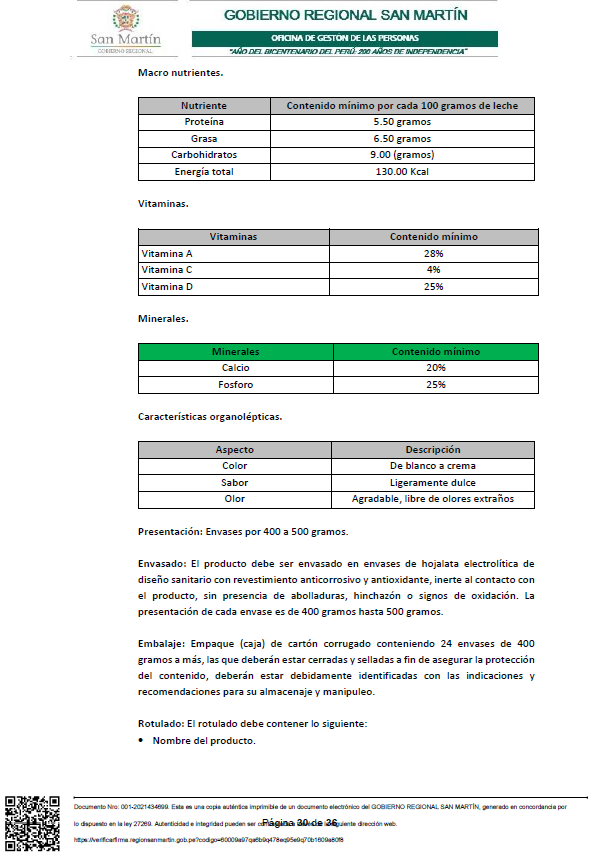 San Martín
GOBIERNO REGIONAL
GOBIERNO REGIONAL SAN MARTÍN
OFICINA DE GESTÓN DE LAS PERSONAS
"AÑO DEL BICENTENARIO DEL PERÚ: 200 AÑOS DE INDEPENDENCIA"
Macro nutrientes.
Nutriente Contenido mínimo por cada 100 gramos de leche
Proteína 5.50 gramos
Grasa 6.50 gramos
Carbohidratos 9.00 (gramos)
Energía total 130.00 Kcal
Vitaminas.
Vitaminas Contenido mínimo
Vitamina A 28%
Vitamina C 4%
Vitamina D 25%
Minerales.
Minerales Contenido mínimo
Calcio 20%
Fosforo 25%
Características organolépticas.
Aspecto Descripción
Color De blanco a crema
Sabor Ligeramente dulce
Olor Agradable, libre de olores extraños
Presentación: Envases por 400 a 500 gramos.
Envasado: El producto debe ser envasado en envases de hojalata electrolítica de
diseño sanitario con revestimiento anticorrosivo y antioxidante, inerte al contacto con
el producto, sin presencia de abolladuras, hinchazón o signos de oxidación. La
presentación de cada envase es de 400 gramos hasta 500 gramos.
Embalaje: Empaque (caja) de cartón corrugado conteniendo 24 envases de 400
gramos a más, las que deberán estar cerradas y selladas a fin de asegurar la protección
del contenido, deberán estar debidamente identificadas con las indicaciones y
recomendaciones para su almacenaje y manipuleo.
Rotulado: El rotulado debe contener lo siguiente:
• Nombre del producto.
Documento Nro: 001-2021434699. Esta es una copia auténtica imprimible de un documento electrónico del GOBIERNO REGIONAL SAN MARTÍN, generado en concordancia por
lo dispuesto en la ley 27269. Autenticidad e integridad pueden ser siguiente dirección web.
Página 30 de 36
https://verificarfirma.regionsanmartin.gob.pe?codigo=60009a97qa6b9q478eq95e9q70b1609a80f8